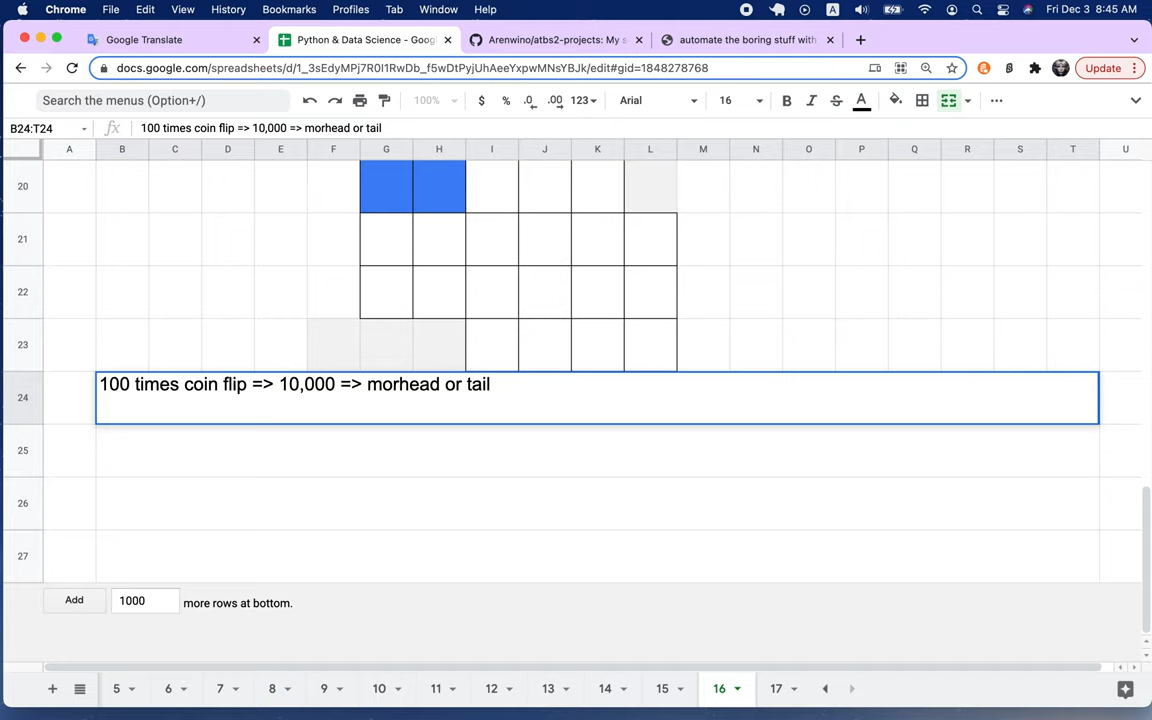 Chrome File Edit View History Bookmarks Profiles Tab Window Help A Fri Dec 3 8:45 AM
Google Translate Python & Data Science - Goog Arenwino/atbs2-projects: My s automate the boring stuff with
docs.google.com/spreadsheets/d/1_3sEdyMPj7R0I1RwDb_f5wDtPyjUhAeeYxpwMNsYBJk/edit#gid=1848278768 Update
Search the menus (Option+/) 100% $ % .0 .00 123 Arial 16 B I S A
B24:T24 fx 100 times coin flip => 10,000 => morhead or tail
A B C D E F G H I J K L M N O P Q R S T U
20
21
22
23
24 100 times coin flip => 10,000 => morhead or tail
25
26
27
Add 1000 more rows at bottom.
5 6 7 8 9 10 11 12 13 14 15 16 17